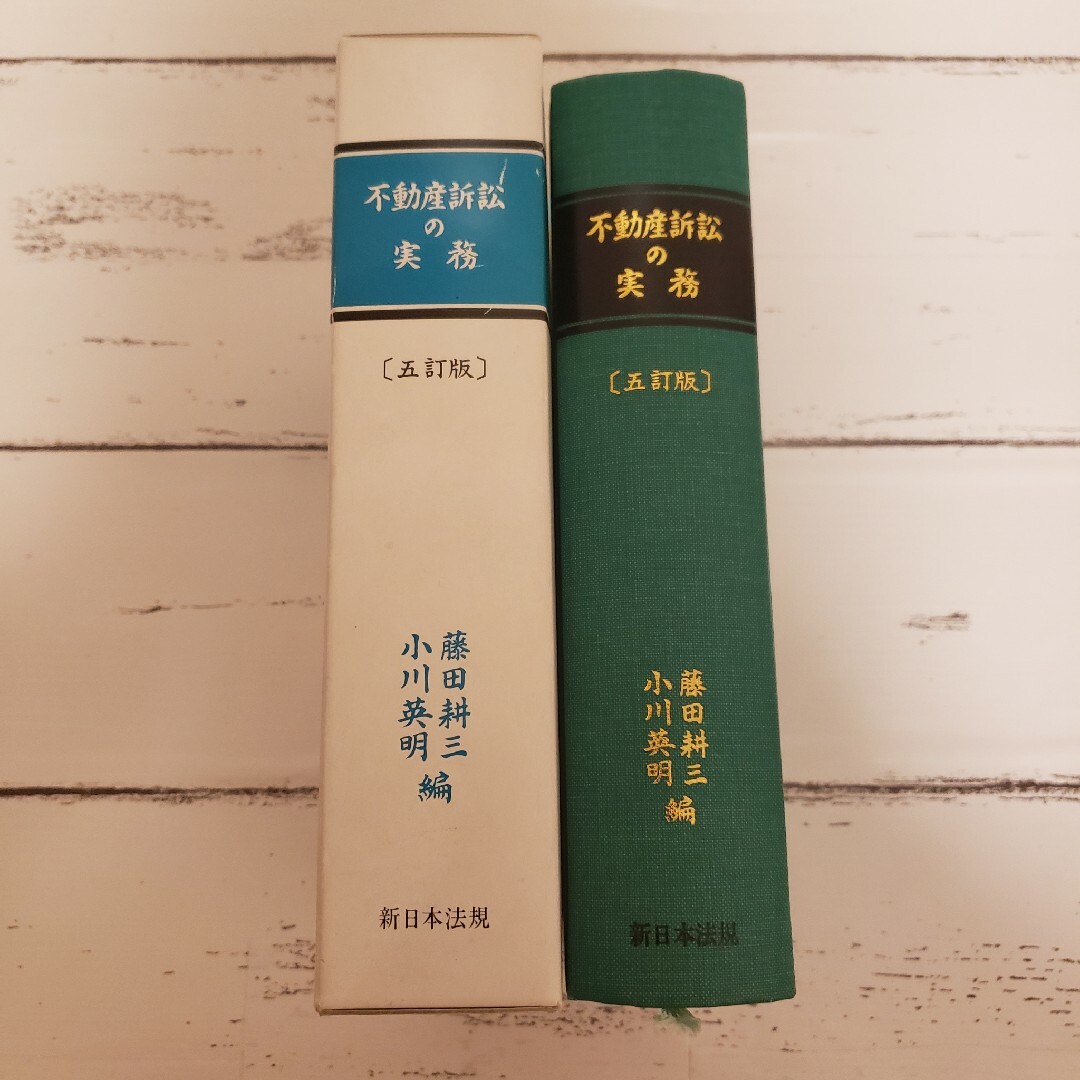 不動産訴訟
の
実務
〔五訂版〕
藤田耕三
小川英明
編
新日本法規
不動産訴訟
の
実務
〔五訂版〕
藤田耕三
小川英明
編
新日本法規